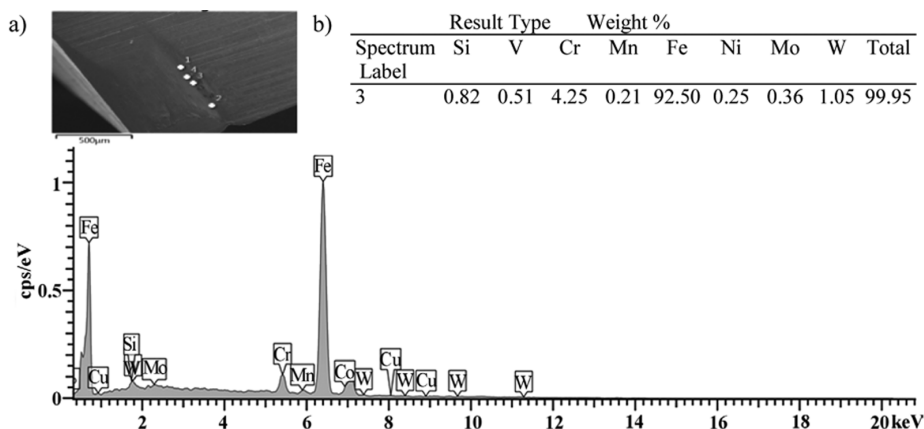 a)
1
4
3
2
500µm
b)
Result Type Weight %
Spectrum Label Si V Cr Mn Fe Ni Mo W Total
3 0.82 0.51 4.25 0.21 92.50 0.25 0.36 1.05 99.95
cps/eV
1
0.5
0
Fe
Cu
Si
W
Mo
Cr
Mn
Fe
Co
W
Cu
W
Cu
W
W
2 4 6 8 10 12 14 16 18 20 keV